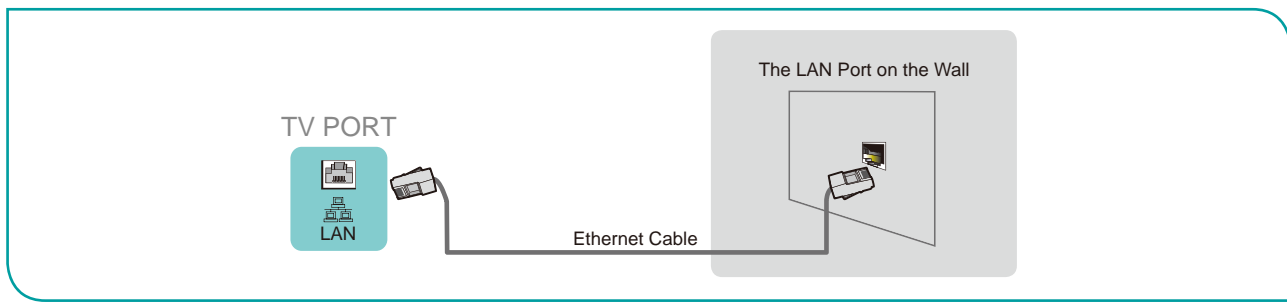 The LAN Port on the Wall
TV PORT
LAN
Ethernet Cable